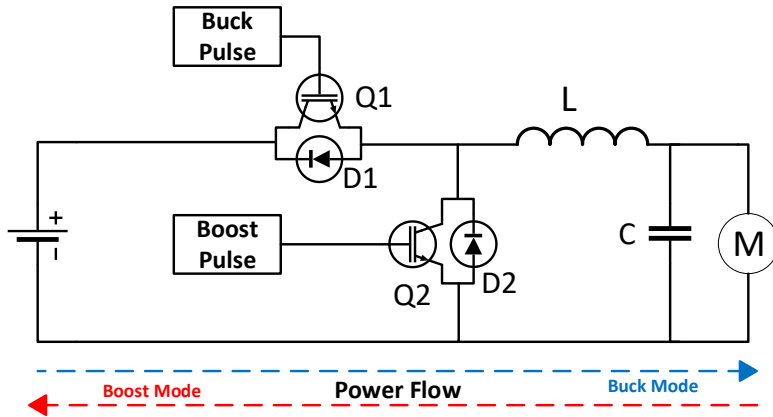 Buck
Pulse
Q1
L
D1
+
Boost
Pulse
C
M
Q2
D2
Boost Mode
Power Flow
Buck Mode